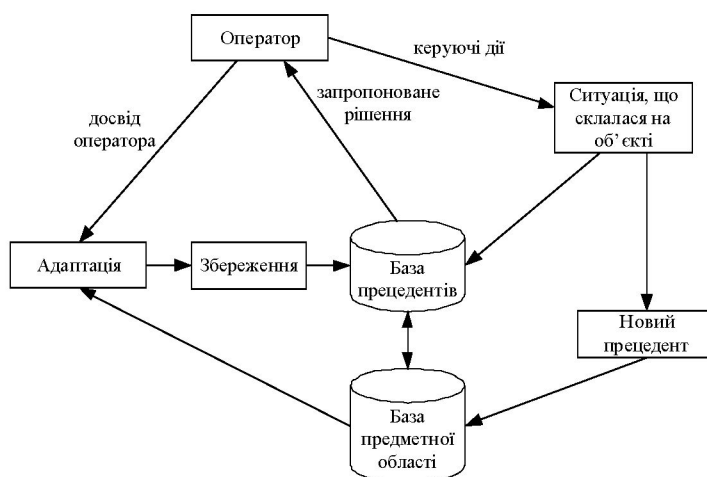 Оператор
керуючі дії
запропоноване
рішення
Ситуація, що
склалася на
об’єкті
досвід
оператора
Адаптація
Збереження
База
прецедентів
Новий
прецедент
База
предметної
області